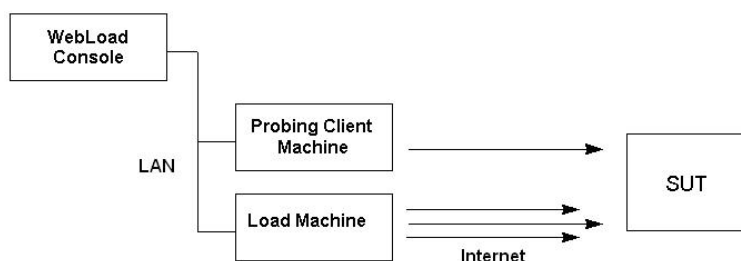 WebLoad
Console
Probing Client
Machine
LAN
SUT
Load Machine
Internet